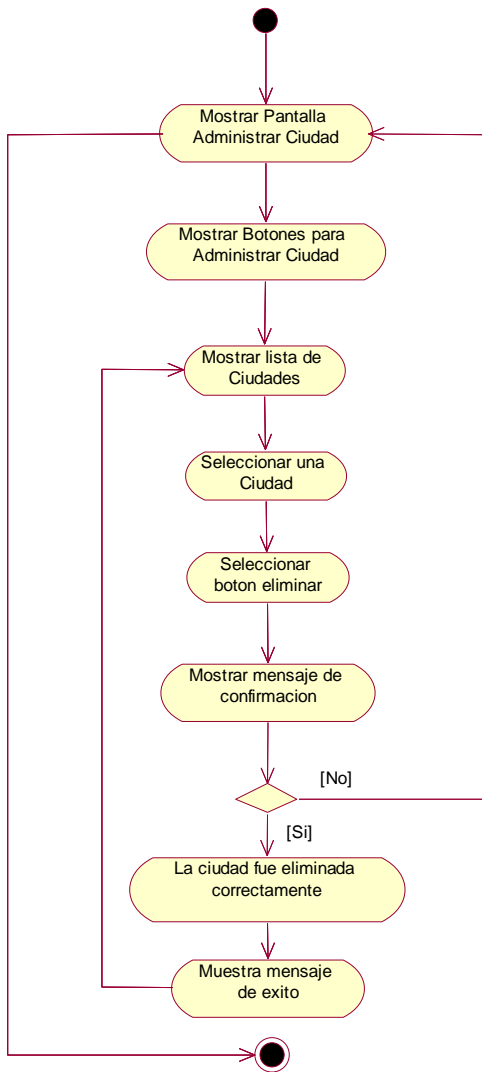 Mostrar Pantalla
Administrar Ciudad
Mostrar Botones para
Administrar Ciudad
Mostrar lista de
Ciudades
Seleccionar una
Ciudad
Seleccionar
boton eliminar
Mostrar mensaje de
confirmacion
[No]
[Si]
La ciudad fue eliminada
correctamente
Muestra mensaje
de exito